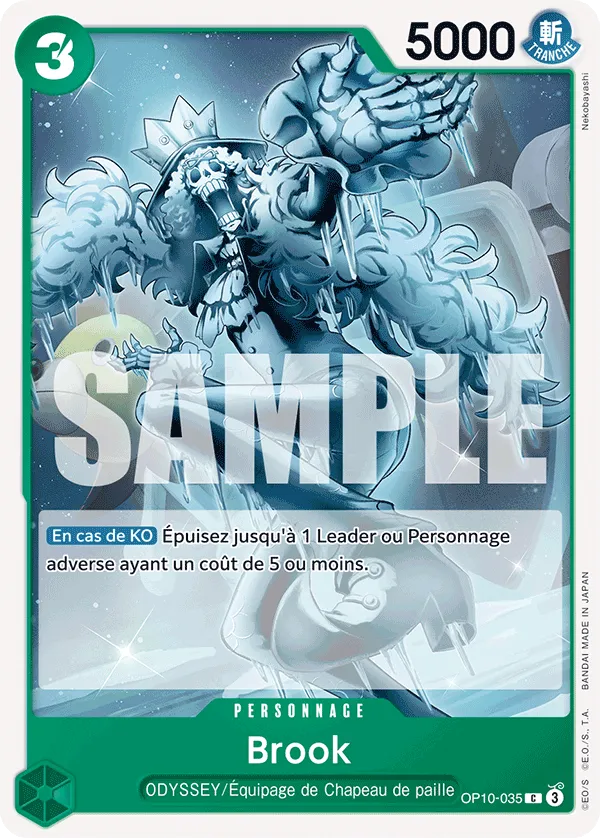 3
5000
斬
TRANCHE
Nekobayashi
SAMPLE
En cas de KO Épuisez jusqu'à 1 Leader ou Personnage
adverse ayant un coût de 5 ou moins.
©EO/S ©E.O./S., T.A. BANDAI MADE IN JAPAN
PERSONNAGE
Brook
ODYSSEY/Équipage de Chapeau de paille
OP10-035 C 3